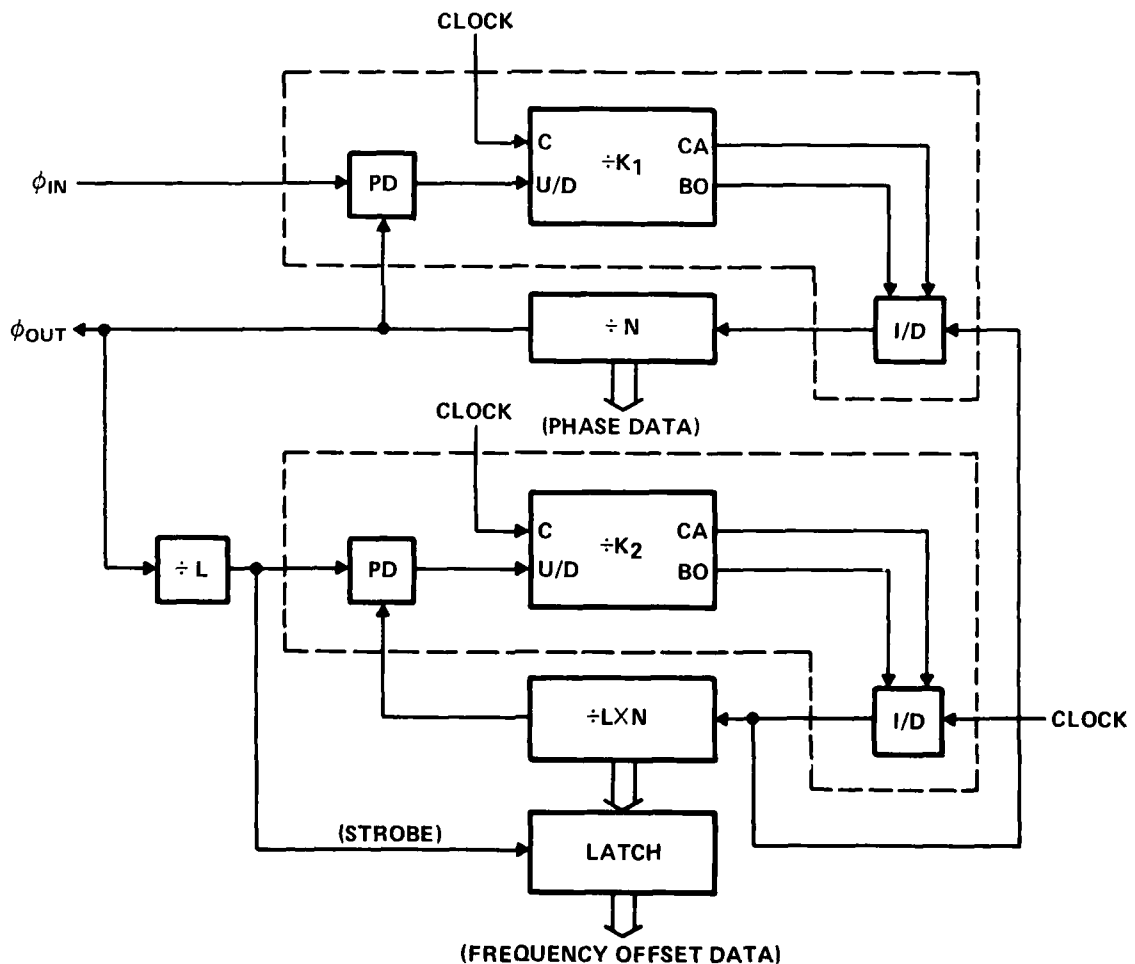 CLOCK
C
÷K₁
CA
U/D
BO
PD
ϕIN
ϕOUT
÷ N
I/D
(PHASE DATA)
CLOCK
C
÷K₂
CA
U/D
BO
÷ L
PD
÷LXN
I/D
CLOCK
(STROBE)
LATCH
(FREQUENCY OFFSET DATA)